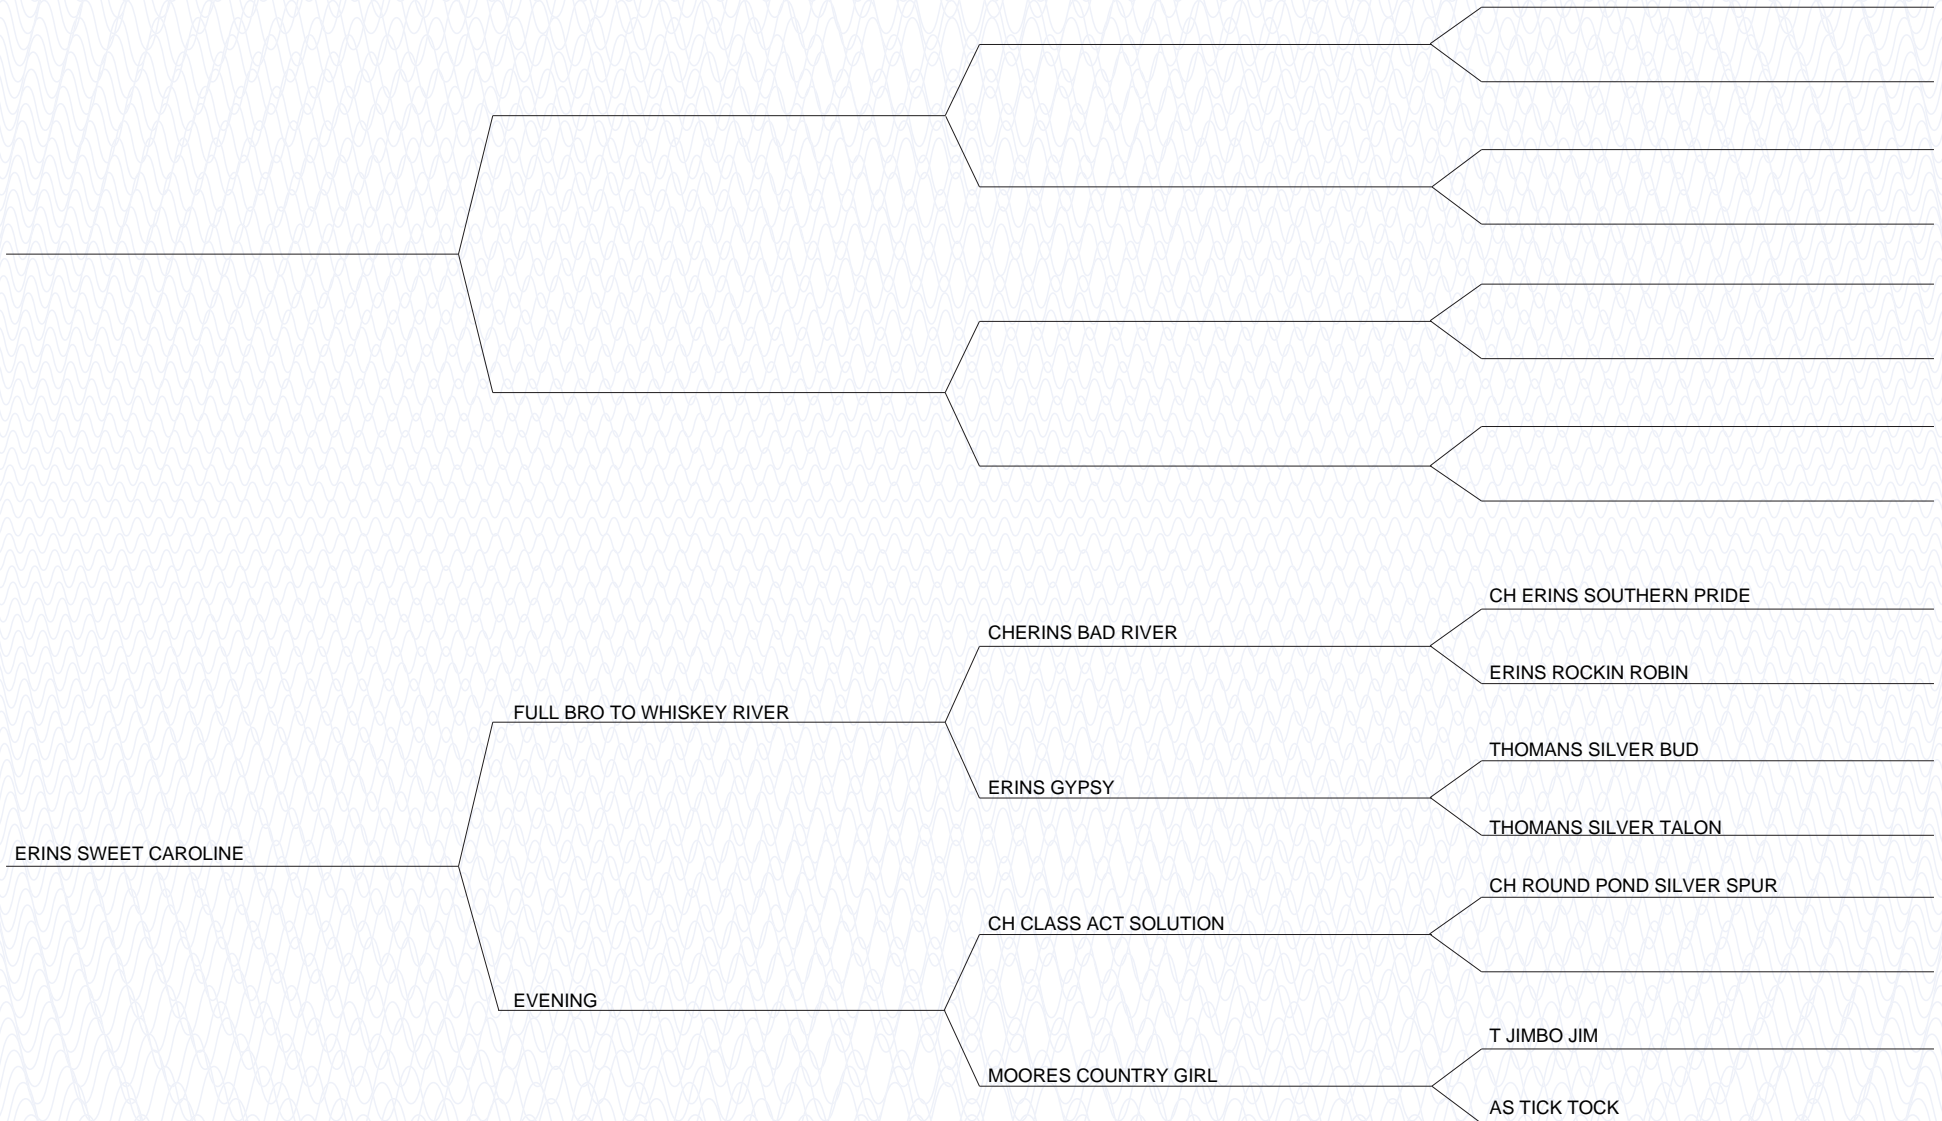 CH ERINS SOUTHERN PRIDE
CHERINS BAD RIVER
ERINS ROCKIN ROBIN
FULL BRO TO WHISKEY RIVER
THOMANS SILVER BUD
ERINS GYPSY
THOMANS SILVER TALON
ERINS SWEET CAROLINE
CH ROUND POND SILVER SPUR
CH CLASS ACT SOLUTION
EVENING
T JIMBO JIM
MOORES COUNTRY GIRL
AS TICK TOCK